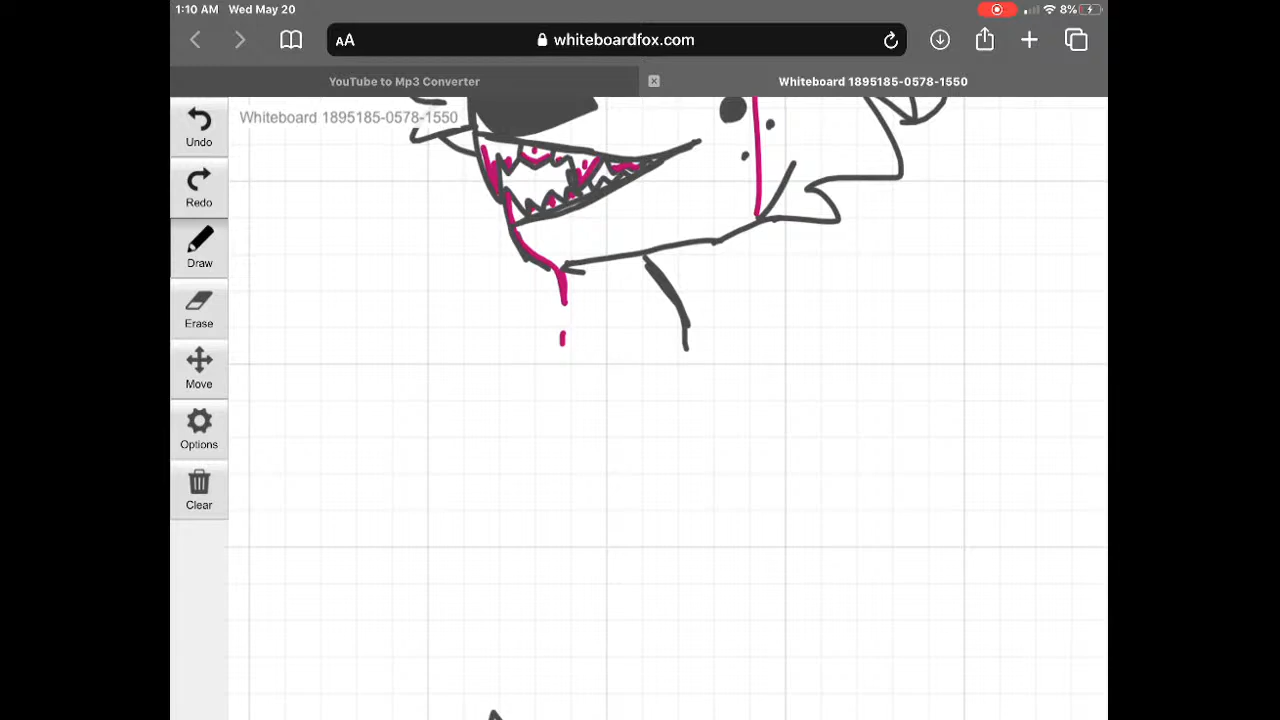 1:10 AM Wed May 20 8%
AA whiteboardfox.com
YouTube to Mp3 Converter Whiteboard 1895185-0578-1550
Whiteboard 1895185-0578-1550
Undo
Redo
Draw
Erase
Move
Options
Clear